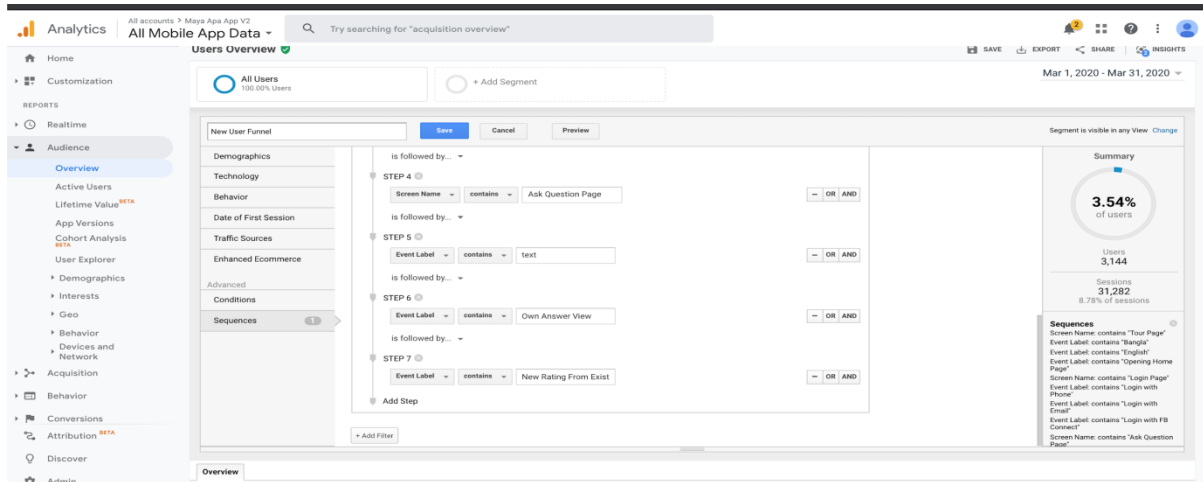 Analytics
All accounts > Maya Apa App V2
All Mobile App Data
Try searching for "acquisition overview"
2
Home
Customization
REPORTS
Realtime
Audience
Overview
Active Users
Lifetime Value BETA
App Versions
Cohort Analysis
BETA
User Explorer
Demographics
Interests
Geo
Behavior
Devices and
Network
Acquisition
Behavior
Conversions
Attribution BETA
Discover
Admin
Users Overview
SAVE EXPORT SHARE INSIGHTS
All Users
100.00% Users
+ Add Segment
Mar 1, 2020 - Mar 31, 2020
New User Funnel
Save
Cancel
Preview
Segment is visible in any View Change
Demographics
Technology
Behavior
Date of First Session
Traffic Sources
Enhanced Ecommerce
Advanced
Conditions
Sequences 1
is followed by...
STEP 4
Screen Name contains Ask Question Page – OR AND
is followed by...
STEP 5
Event Label contains text – OR AND
is followed by...
STEP 6
Event Label contains Own Answer View – OR AND
is followed by...
STEP 7
Event Label contains New Rating From Exist – OR AND
Add Step
+ Add Filter
Summary
3.54%
of users
Users
3,144
Sessions
31,282
8.78% of sessions
Sequences
Screen Name: contains "Tour Page"
Event Label: contains "Bangla"
Event Label: contains "English"
Event Label: contains "Opening Home
Page"
Screen Name: contains "Login Page"
Event Label: contains "Login with
Phone"
Event Label: contains "Login with
Email"
Event Label: contains "Login with FB
Connect"
Screen Name: contains "Ask Question
Page"
Overview